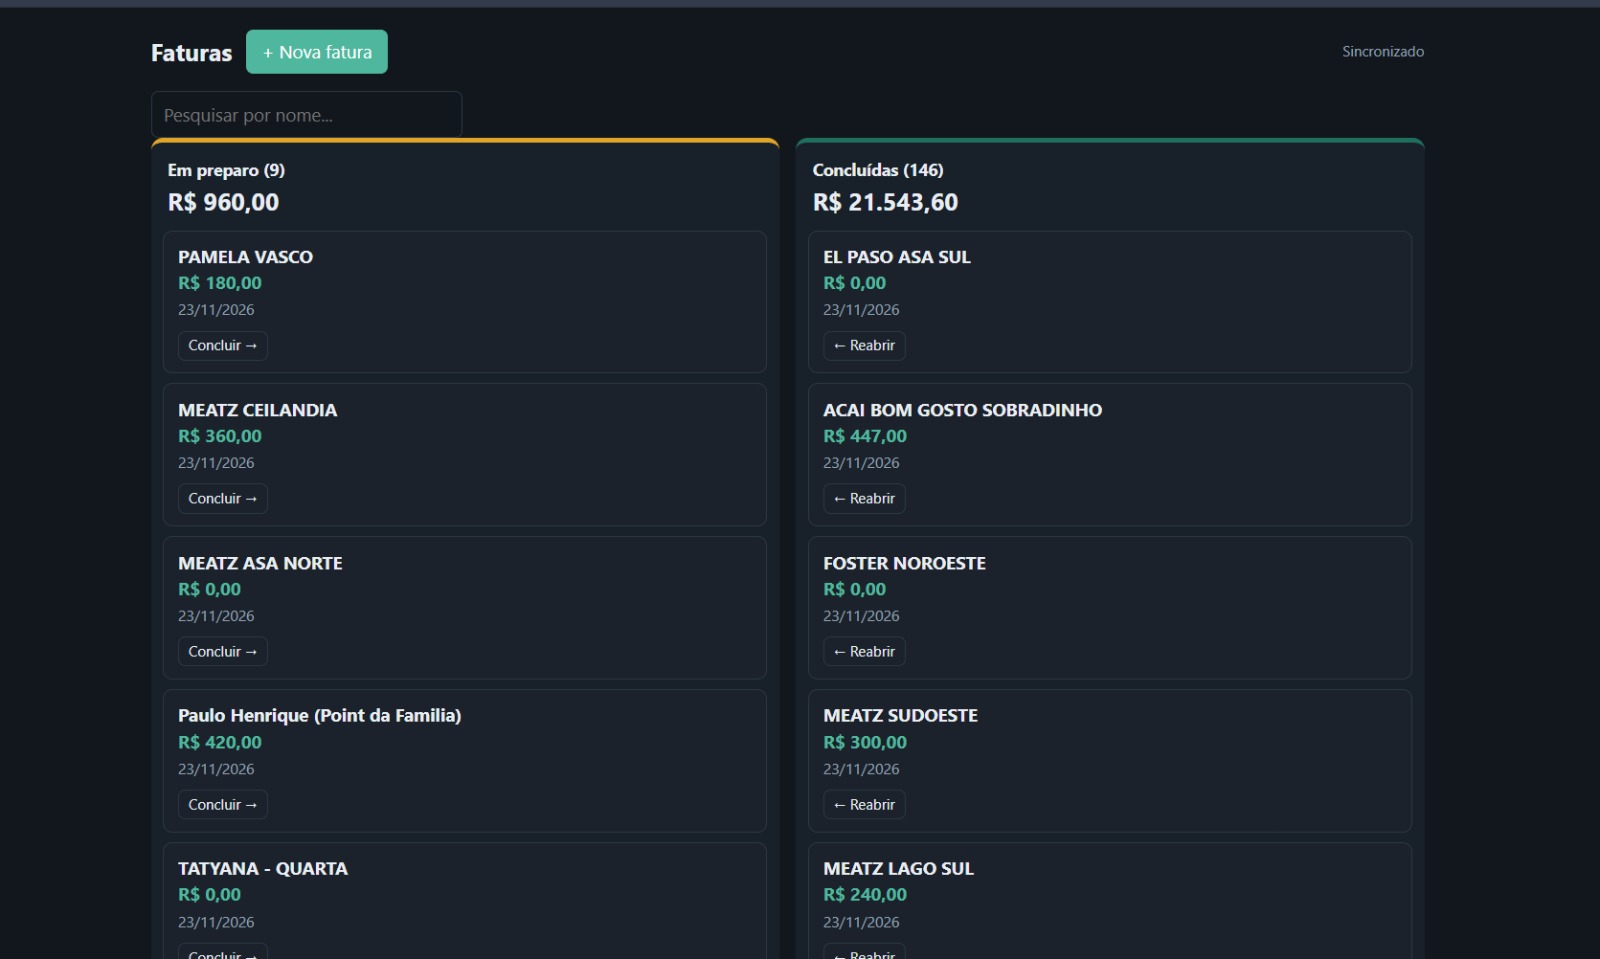 Faturas
+ Nova fatura
Sincronizado
Pesquisar por nome...
Em preparo (9)
R$ 960,00
PAMELA VASCO
R$ 180,00
23/11/2026
Concluir →
MEATZ CEILANDIA
R$ 360,00
23/11/2026
Concluir →
MEATZ ASA NORTE
R$ 0,00
23/11/2026
Concluir →
Paulo Henrique (Point da Familia)
R$ 420,00
23/11/2026
Concluir →
TATYANA - QUARTA
R$ 0,00
23/11/2026
Concluir →
Concluídas (146)
R$ 21.543,60
EL PASO ASA SUL
R$ 0,00
23/11/2026
← Reabrir
ACAI BOM GOSTO SOBRADINHO
R$ 447,00
23/11/2026
← Reabrir
FOSTER NOROESTE
R$ 0,00
23/11/2026
← Reabrir
MEATZ SUDOESTE
R$ 300,00
23/11/2026
← Reabrir
MEATZ LAGO SUL
R$ 240,00
23/11/2026
← Reabrir